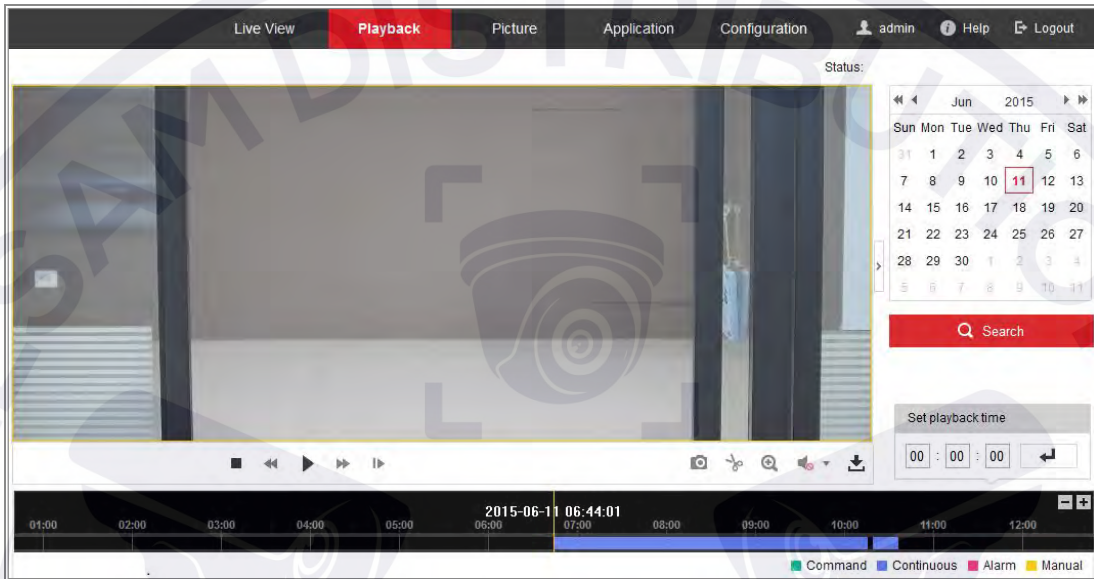 Live View Playback Picture Application Configuration admin Help Logout
Status:
Jun 2015
Sun Mon Tue Wed Thu Fri Sat
31 1 2 3 4 5 6
7 8 9 10 11 12 13
14 15 16 17 18 19 20
21 22 23 24 25 26 27
28 29 30 1 2 3 4
5 6 7 8 9 10 11
Search
Set playback time
00 : 00 : 00
2015-06-11 06:44:01
01:00 02:00 03:00 04:00 05:00 06:00 07:00 08:00 09:00 10:00 11:00 12:00
Command Continuous Alarm Manual
SAM DISTRIBUTIO